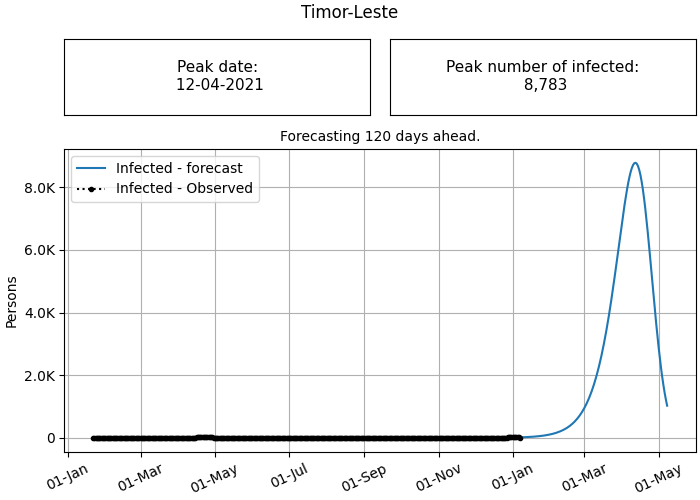 Timor-Leste
Peak date:
12-04-2021
Peak number of infected:
8,783
Forecasting 120 days ahead.
Infected - forecast
Infected - Observed
Persons
8.0K
6.0K
4.0K
2.0K
0
01-Jan
01-Mar
01-May
01-Jul
01-Sep
01-Nov
01-Jan
01-Mar
01-May